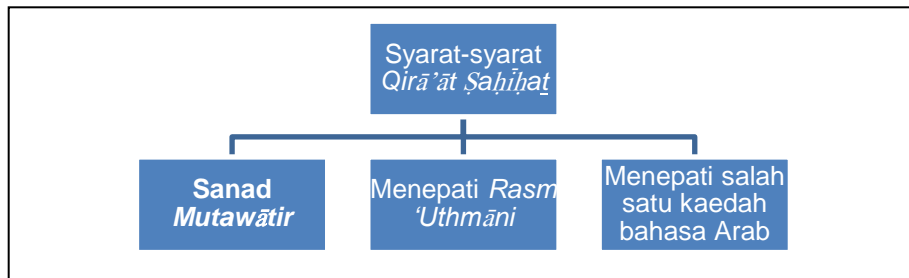 Syarat-syarat
Qirā’āt Ṣaḥīḥaṯ
Sanad
Mutawātir
Menepati Rasm
‘Uthmāni
Menepati salah
satu kaedah
bahasa Arab